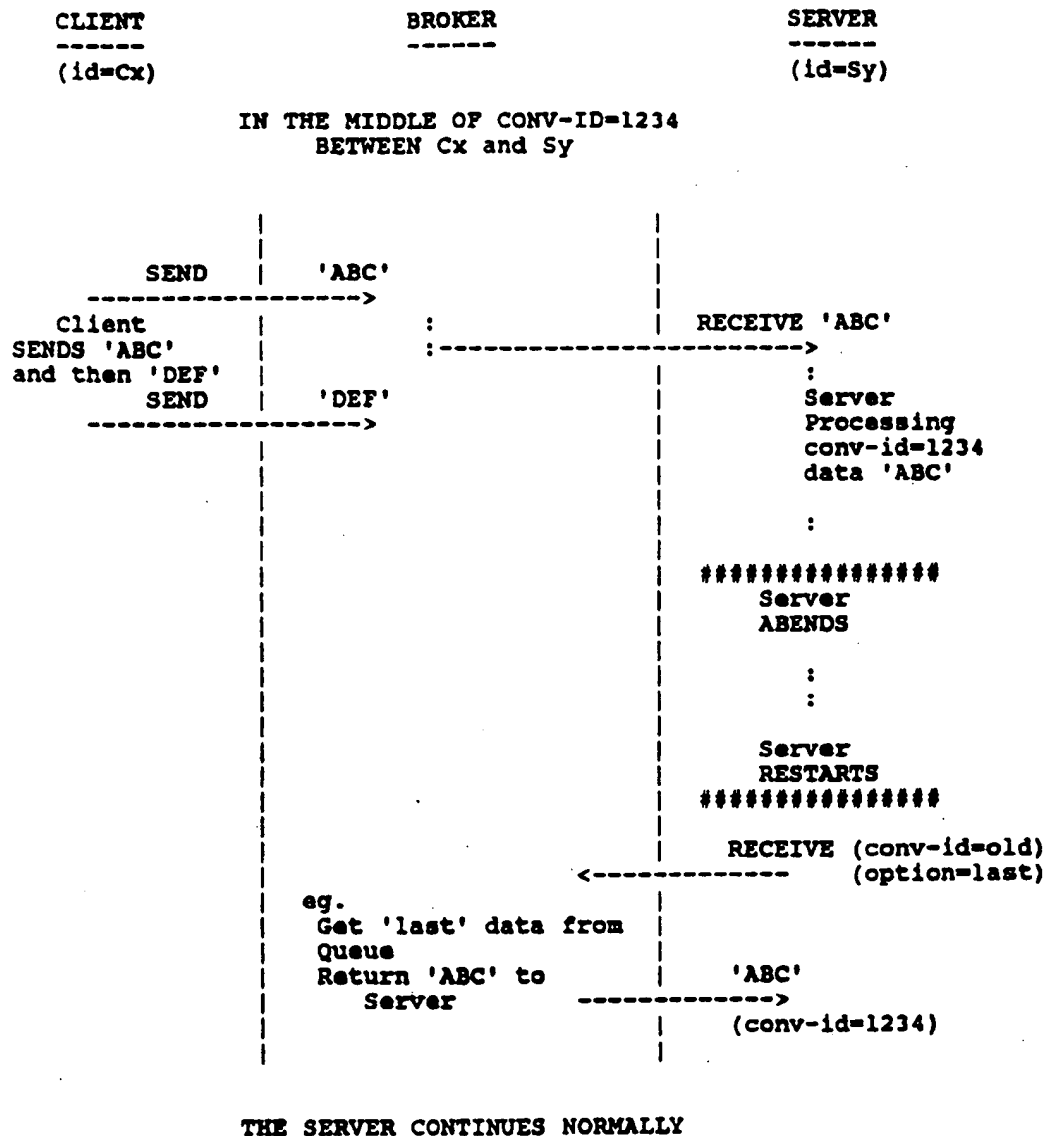 CLIENT BROKER SERVER
------ ------ ------
(id=Cx) (id=Sy)
IN THE MIDDLE OF CONV-ID=1234
BETWEEN Cx and Sy
SEND 'ABC'
------------------>
Client : RECEIVE 'ABC'
SENDS 'ABC' :------------------------>
and then 'DEF' :
SEND 'DEF' Server
------------------> Processing
conv-id=1234
data 'ABC'
:
################
Server
ABENDS
:
:
Server
RESTARTS
################
RECEIVE (conv-id=old)
<------------- (option=last)
eg.
Get 'last' data from
Queue
Return 'ABC' to 'ABC'
Server ------------->
(conv-id=1234)
THE SERVER CONTINUES NORMALLY